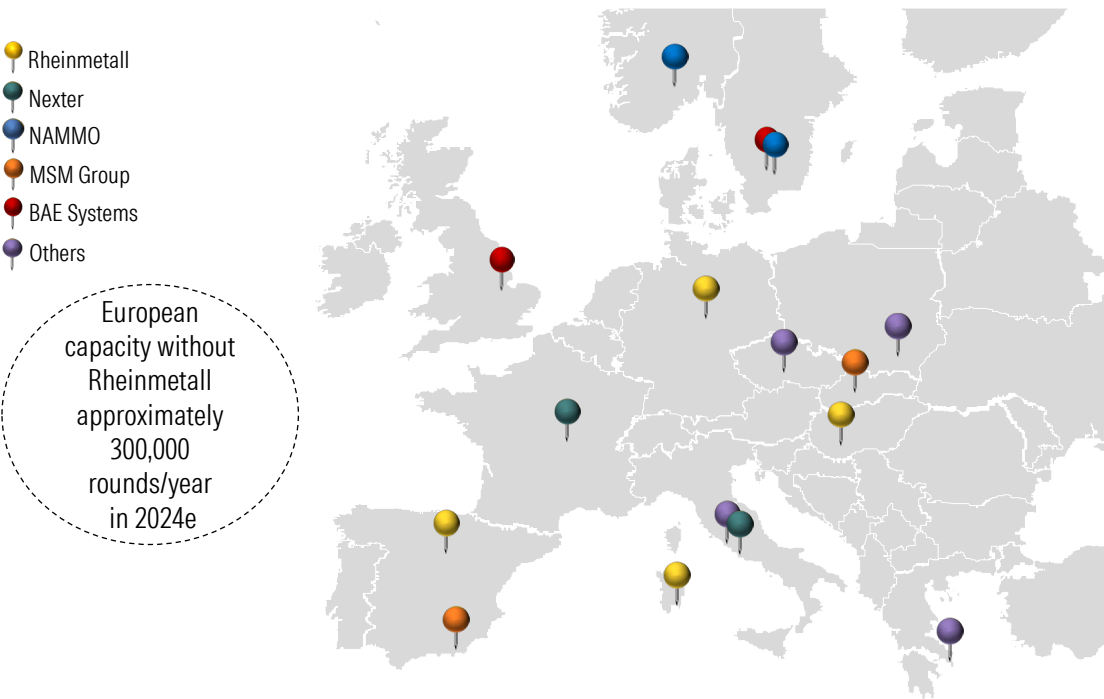 Rheinmetall
Nexter
NAMMO
MSM Group
BAE Systems
Others
European
capacity without
Rheinmetall
approximately
300,000
rounds/year
in 2024e